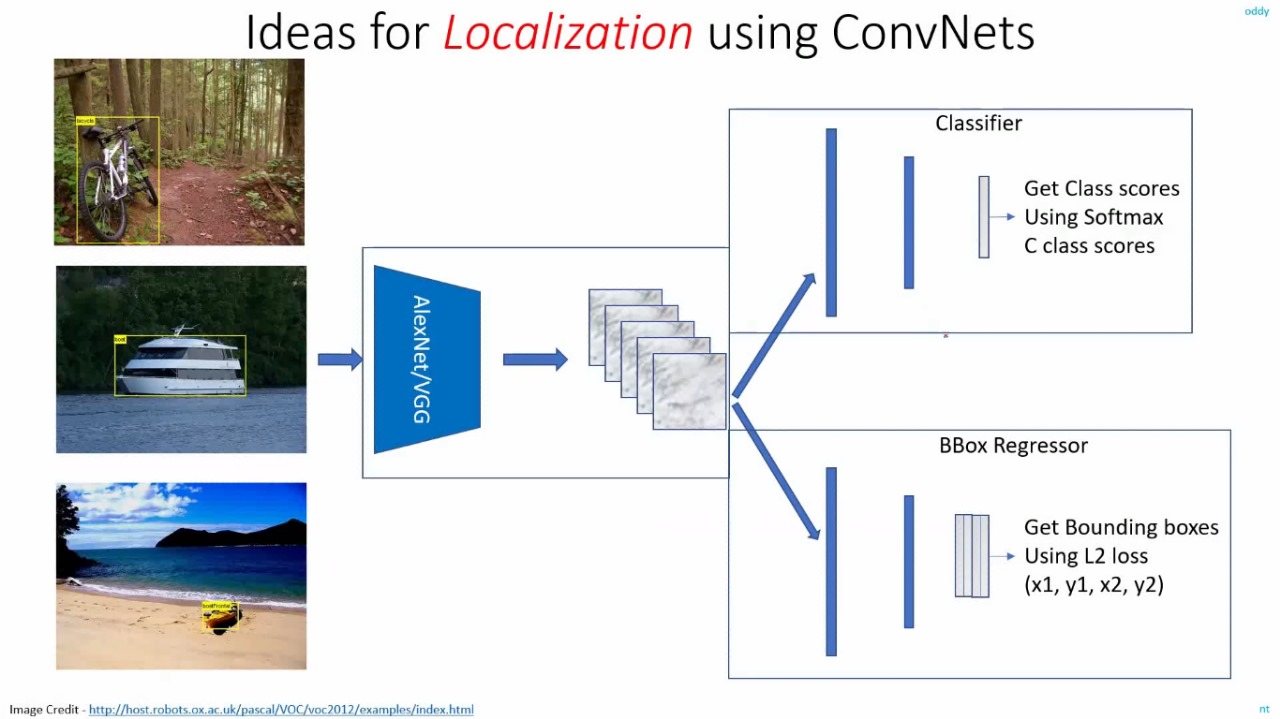 Ideas for Localization using ConvNets
oddy
bicycle
boat
boatFrontal
AlexNet/VGG
Classifier
Get Class scores
Using Softmax
C class scores
BBox Regressor
Get Bounding boxes
Using L2 loss
(x1, y1, x2, y2)
Image Credit - http://host.robots.ox.ac.uk/pascal/VOC/voc2012/examples/index.html
nt